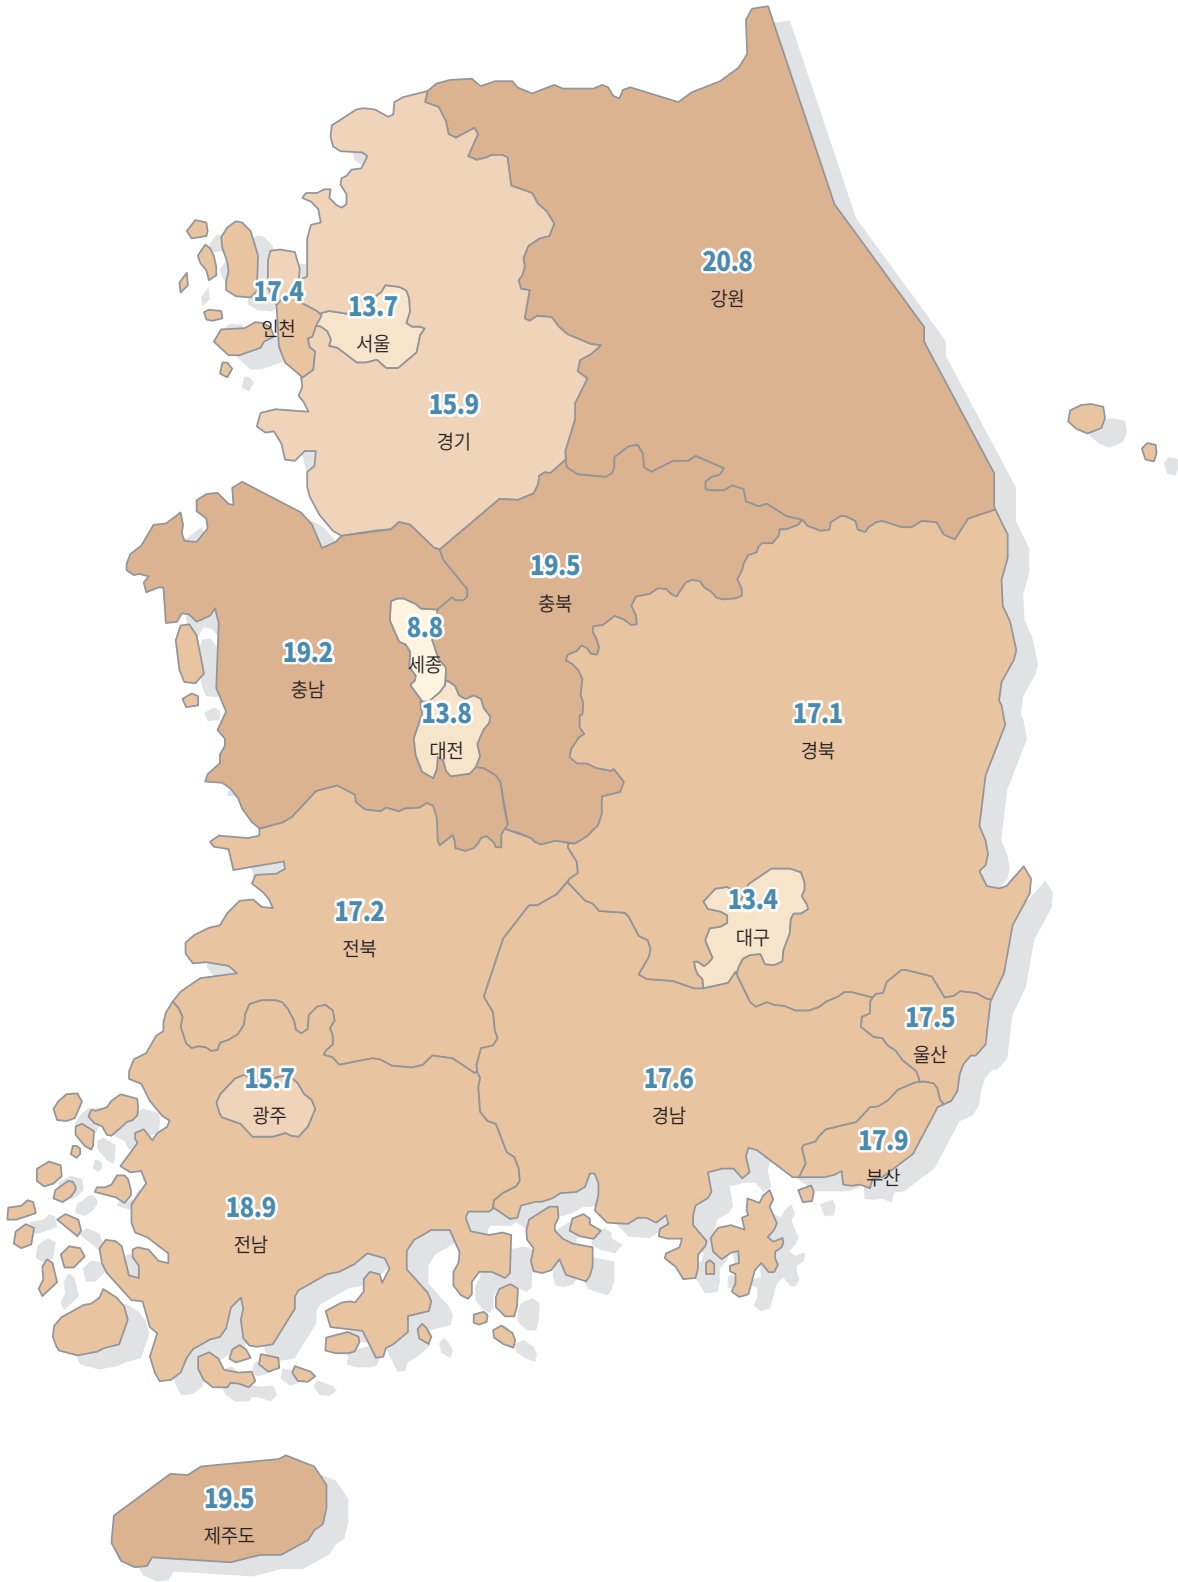 20.8
강원
17.4
인천
13.7
서울
15.9
경기
19.5
충북
8.8
세종
19.2
충남
13.8
대전
17.1
경북
13.4
대구
17.2
전북
17.5
울산
15.7
광주
17.6
경남
17.9
부산
18.9
전남
19.5
제주도